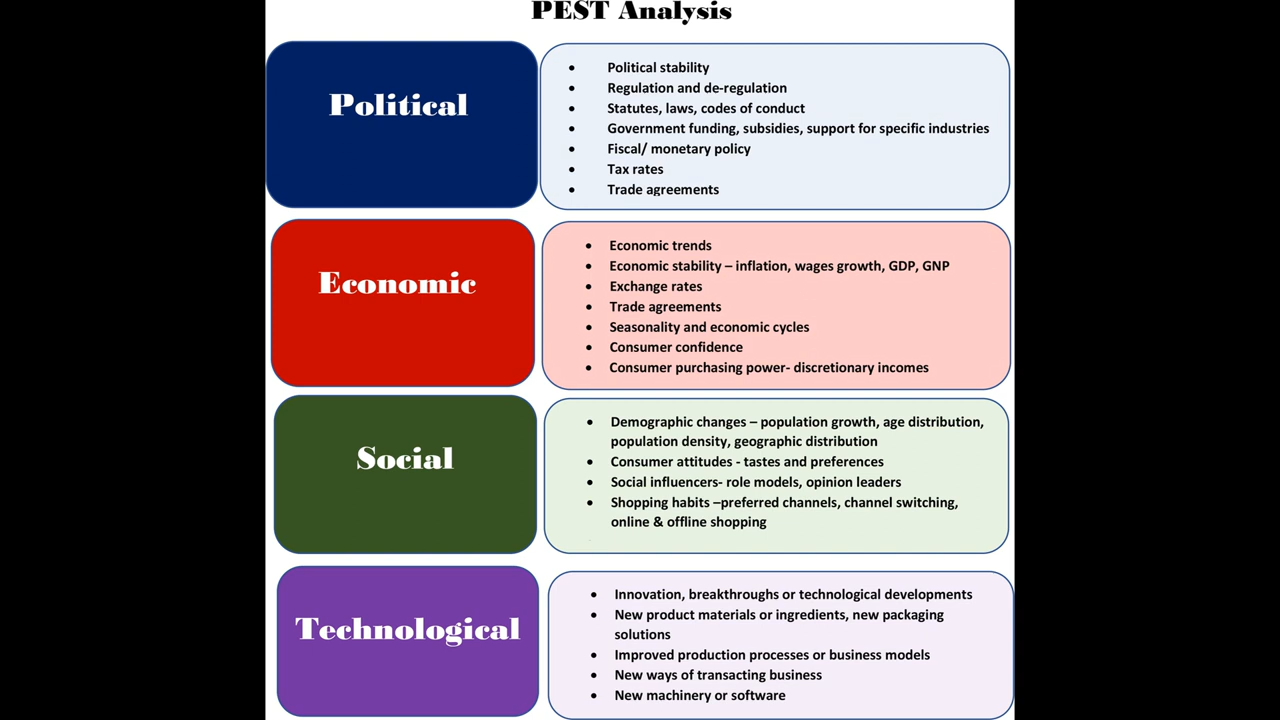 PEST Analysis
Political
• Political stability
• Regulation and de-regulation
• Statutes, laws, codes of conduct
• Government funding, subsidies, support for specific industries
• Fiscal/ monetary policy
• Tax rates
• Trade agreements
Economic
• Economic trends
• Economic stability – inflation, wages growth, GDP, GNP
• Exchange rates
• Trade agreements
• Seasonality and economic cycles
• Consumer confidence
• Consumer purchasing power- discretionary incomes
Social
• Demographic changes – population growth, age distribution,
population density, geographic distribution
• Consumer attitudes - tastes and preferences
• Social influencers- role models, opinion leaders
• Shopping habits –preferred channels, channel switching,
online & offline shopping
Technological
• Innovation, breakthroughs or technological developments
• New product materials or ingredients, new packaging
solutions
• Improved production processes or business models
• New ways of transacting business
• New machinery or software